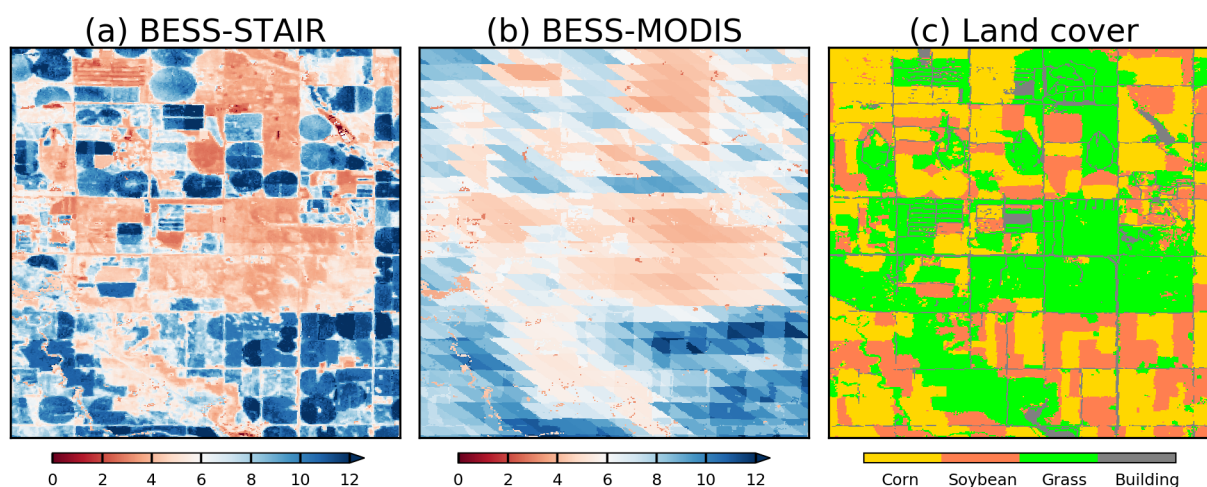 (a) BESS-STAIR
(b) BESS-MODIS
(c) Land cover
0 2 4 6 8 10 12
0 2 4 6 8 10 12
Corn Soybean Grass Building